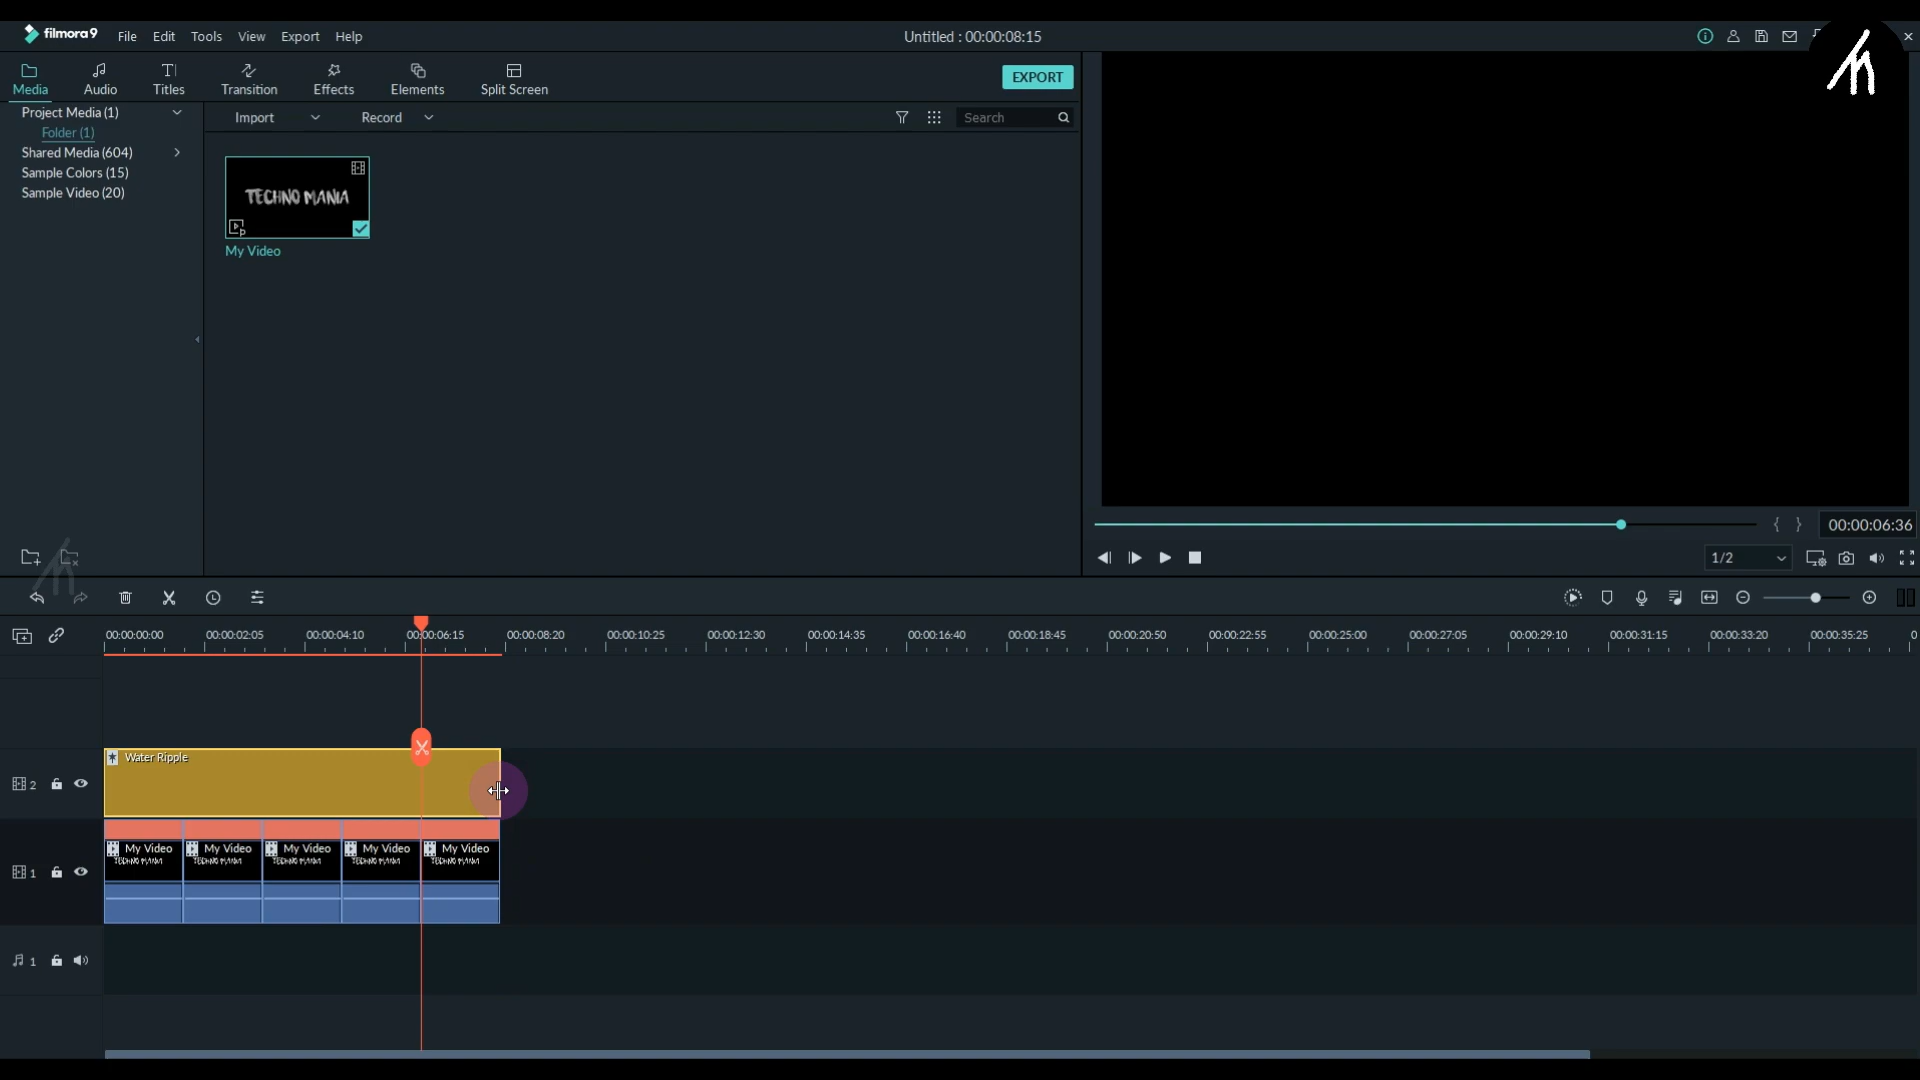 filmora9 File Edit Tools View Export Help Untitled : 00:00:08:15
Media Audio Titles Transition Effects Elements Split Screen EXPORT
Project Media (1) Import Record Search
Folder (1)
Shared Media (604)
Sample Colors (15)
Sample Video (20)
TECHNO MANIA
My Video
00:00:06:36
1/2
00:00:00:00 00:00:02:05 00:00:04:10 00:00:06:15 00:00:08:20 00:00:10:25 00:00:12:30 00:00:14:35 00:00:16:40 00:00:18:45 00:00:20:50 00:00:22:55 00:00:25:00 00:00:27:05 00:00:29:10 00:00:31:15 00:00:33:20 00:00:35:25 0
Water Ripple
2
My Video My Video My Video My Video My Video
TECHNO MANIA TECHNO MANIA TECHNO MANIA TECHNO MANIA TECHNO MANIA
1
1